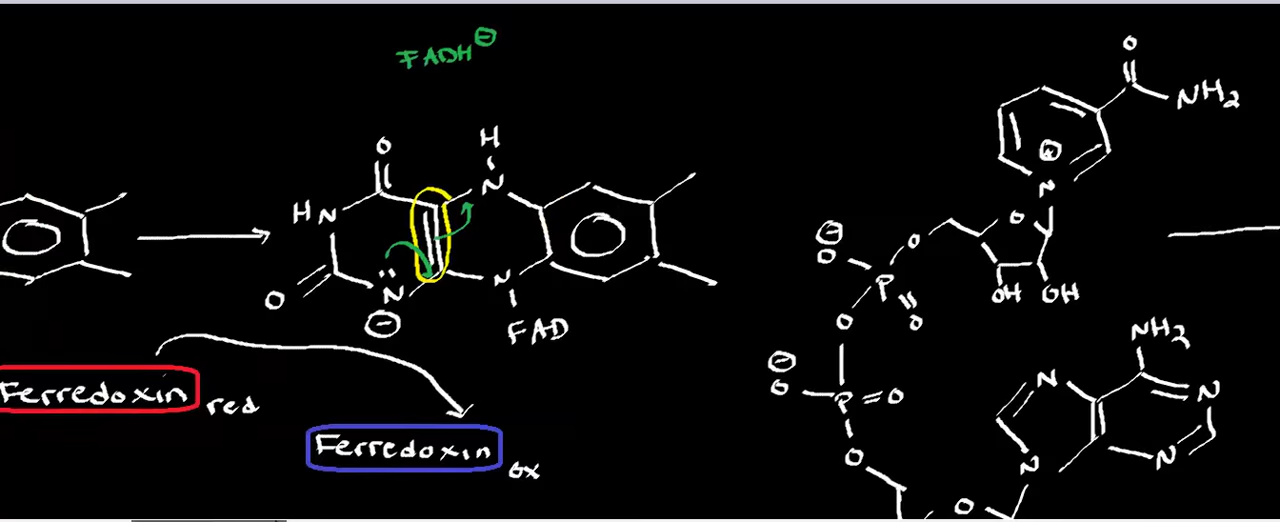 FADH⊖
O
H
N
HN
O
N
⊖
N
FAD
Ferredoxin red
Ferredoxin ox
O
NH2
⊕
N
O
OH OH
⊖
O
O
P
O
O
⊖
O
P=O
O
O
NH2
N
N
N
N